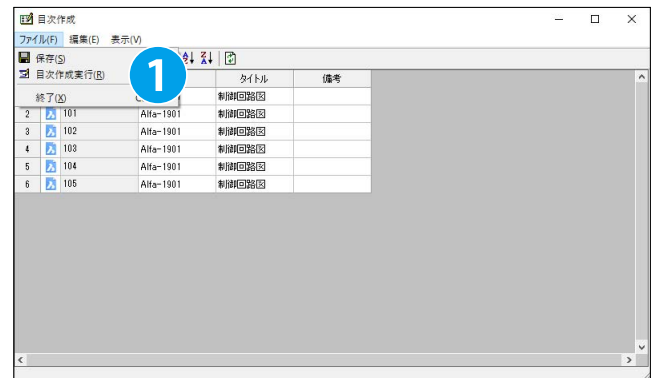 目次作成
ファイル(F) 編集(E) 表示(V)
保存(S)
目次作成実行(R)
終了(X)
1
タイトル 備考
制御回路図
2 101 Alfa-1901 制御回路図
3 102 Alfa-1901 制御回路図
4 103 Alfa-1901 制御回路図
5 104 Alfa-1901 制御回路図
6 105 Alfa-1901 制御回路図